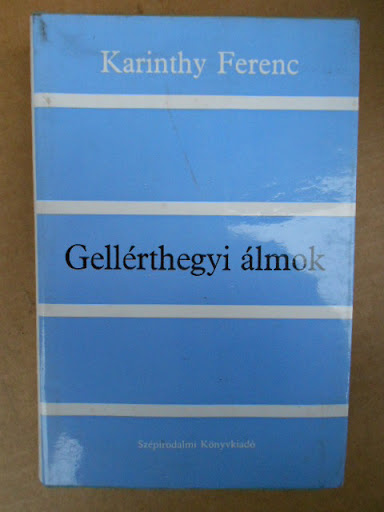 Karinthy Ferenc
Gellérthegyi álmok
Szépirodalmi Könyvkiadó